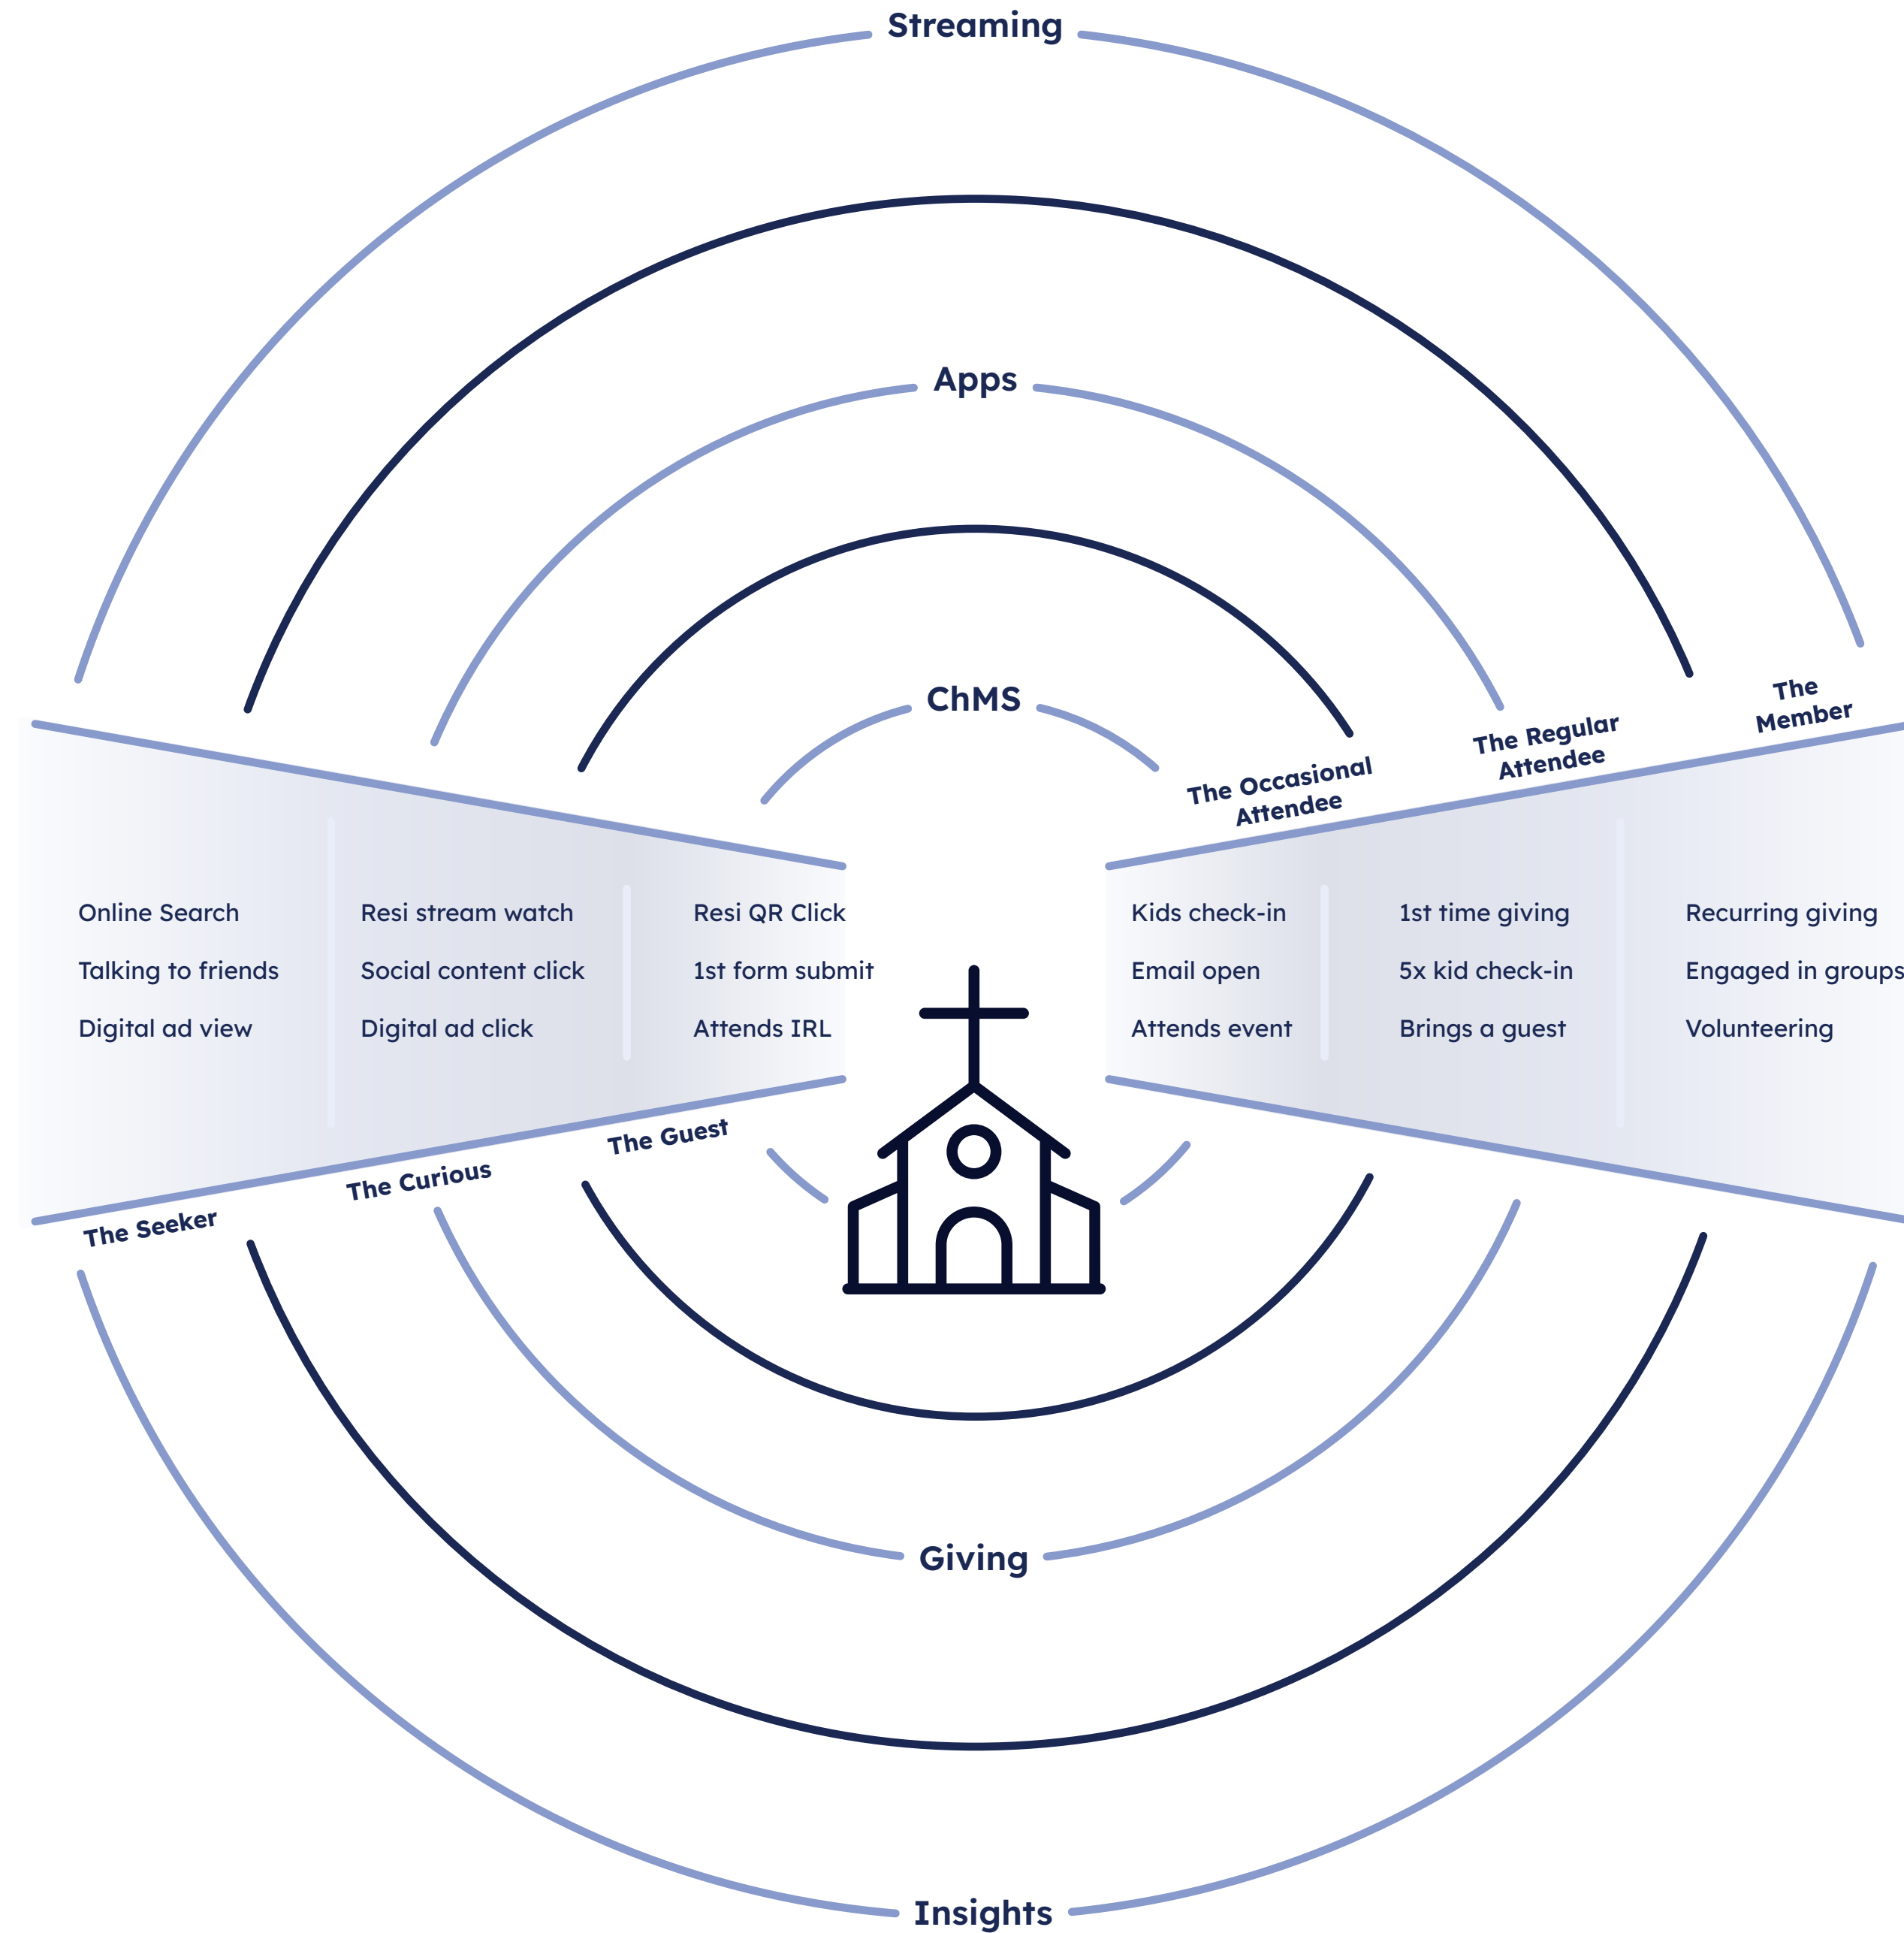 Streaming
Apps
ChMS
The
Member
The Regular
Attendee
The Occasional
Attendee
Online Search
Talking to friends
Digital ad view
Resi stream watch
Social content click
Digital ad click
Resi QR Click
1st form submit
Attends IRL
Kids check-in
Email open
Attends event
1st time giving
5x kid check-in
Brings a guest
Recurring giving
Engaged in groups
Volunteering
The Guest
The Curious
The Seeker
Giving
Insights